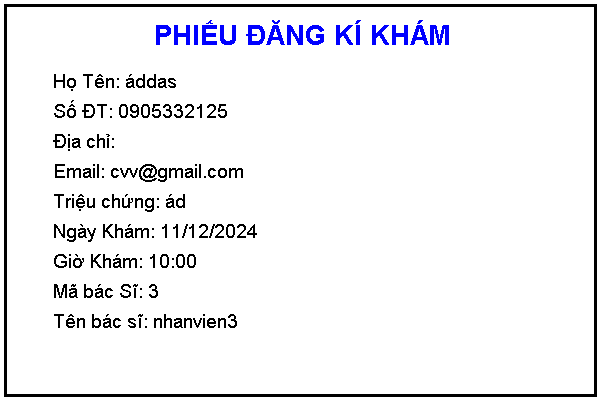 PHIẾU ĐĂNG KÍ KHÁM
Họ Tên: áddas
Số ĐT: 0905332125
Địa chỉ:
Email: cvv@gmail.com
Triệu chứng: ád
Ngày Khám: 11/12/2024
Giờ Khám: 10:00
Mã bác Sĩ: 3
Tên bác sĩ: nhanvien3